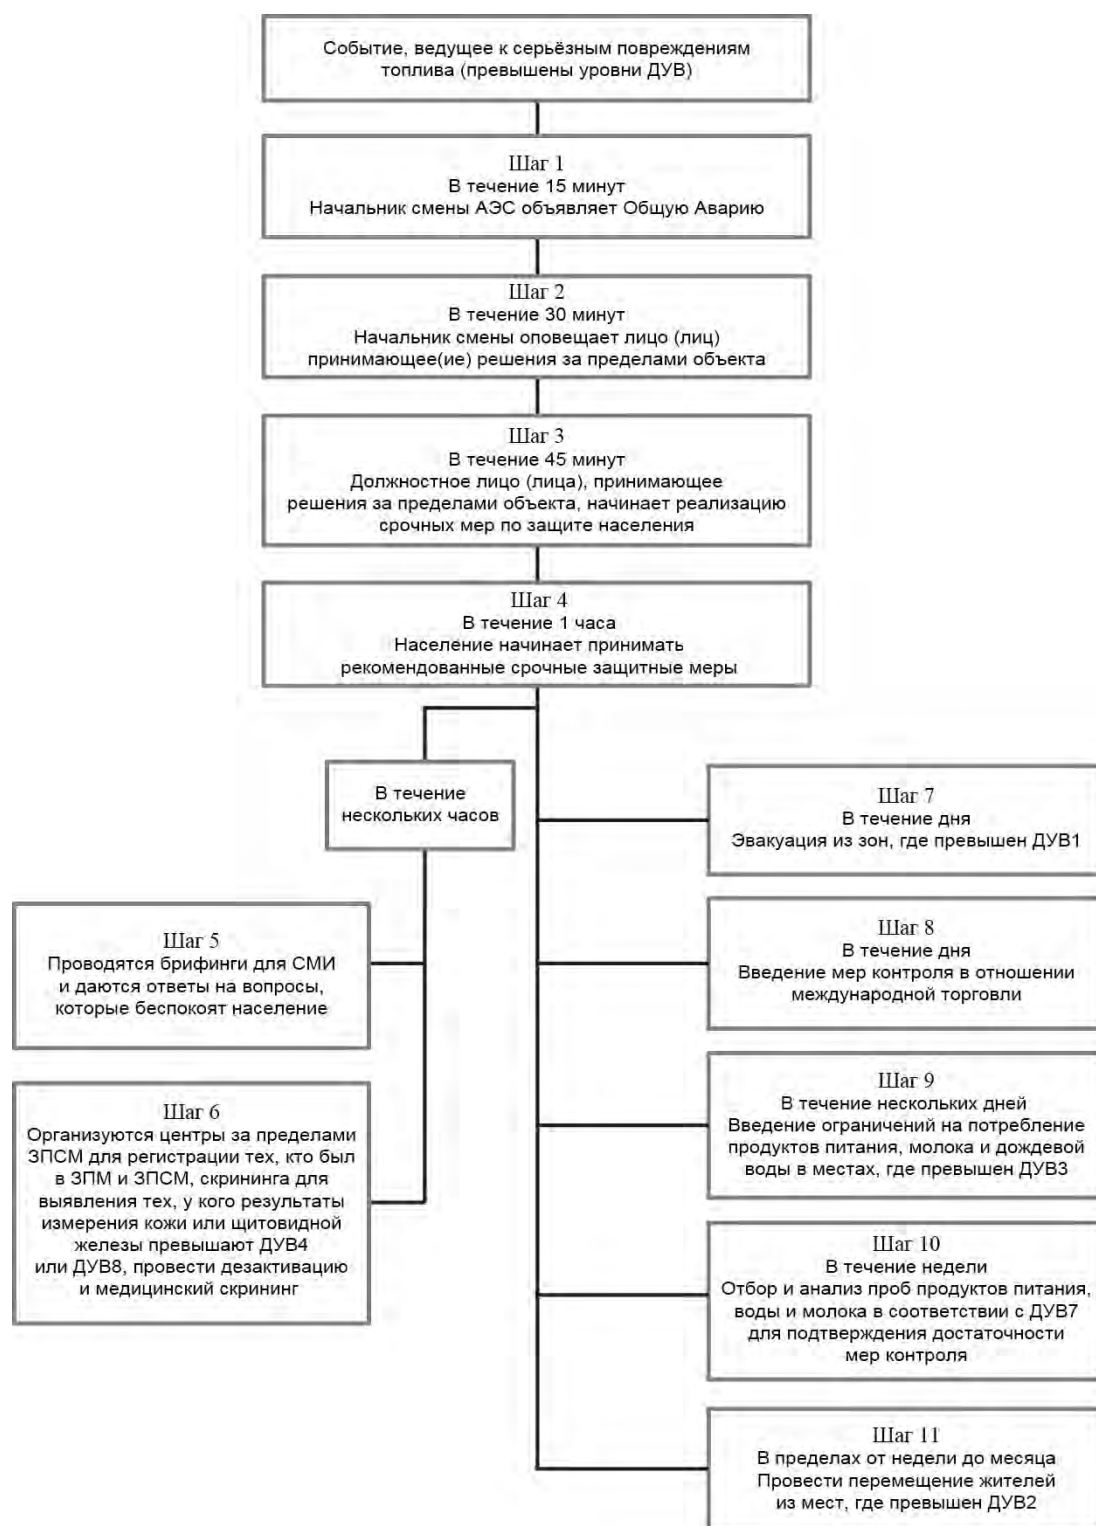 Событие, ведущее к серьёзным повреждениям
топлива (превышены уровни ДУВ)
Шаг 1
В течение 15 минут
Начальник смены АЭС объявляет Общую Аварию
Шаг 2
В течение 30 минут
Начальник смены оповещает лицо (лиц)
принимающее(ие) решения за пределами объекта
Шаг 3
В течение 45 минут
Должностное лицо (лица), принимающее
решения за пределами объекта, начинает реализацию
срочных мер по защите населения
Шаг 4
В течение 1 часа
Население начинает принимать
рекомендованные срочные защитные меры
В течение
нескольких часов
Шаг 5
Проводятся брифинги для СМИ
и даются ответы на вопросы,
которые беспокоят население
Шаг 6
Организуются центры за пределами
ЗПСМ для регистрации тех, кто был
в ЗПМ и ЗПСМ, скрининга для
выявления тех, у кого результаты
измерения кожи или щитовидной
железы превышают ДУВ4
или ДУВ8, провести дезактивацию
и медицинский скрининг
Шаг 7
В течение дня
Эвакуация из зон, где превышен ДУВ1
Шаг 8
В течение дня
Введение мер контроля в отношении
международной торговли
Шаг 9
В течение нескольких дней
Введение ограничений на потребление
продуктов питания, молока и дождевой
воды в местах, где превышен ДУВ3
Шаг 10
В течение недели
Отбор и анализ проб продуктов питания,
воды и молока в соответствии с ДУВ7
для подтверждения достаточности
мер контроля
Шаг 11
В пределах от недели до месяца
Провести перемещение жителей
из мест, где превышен ДУВ2